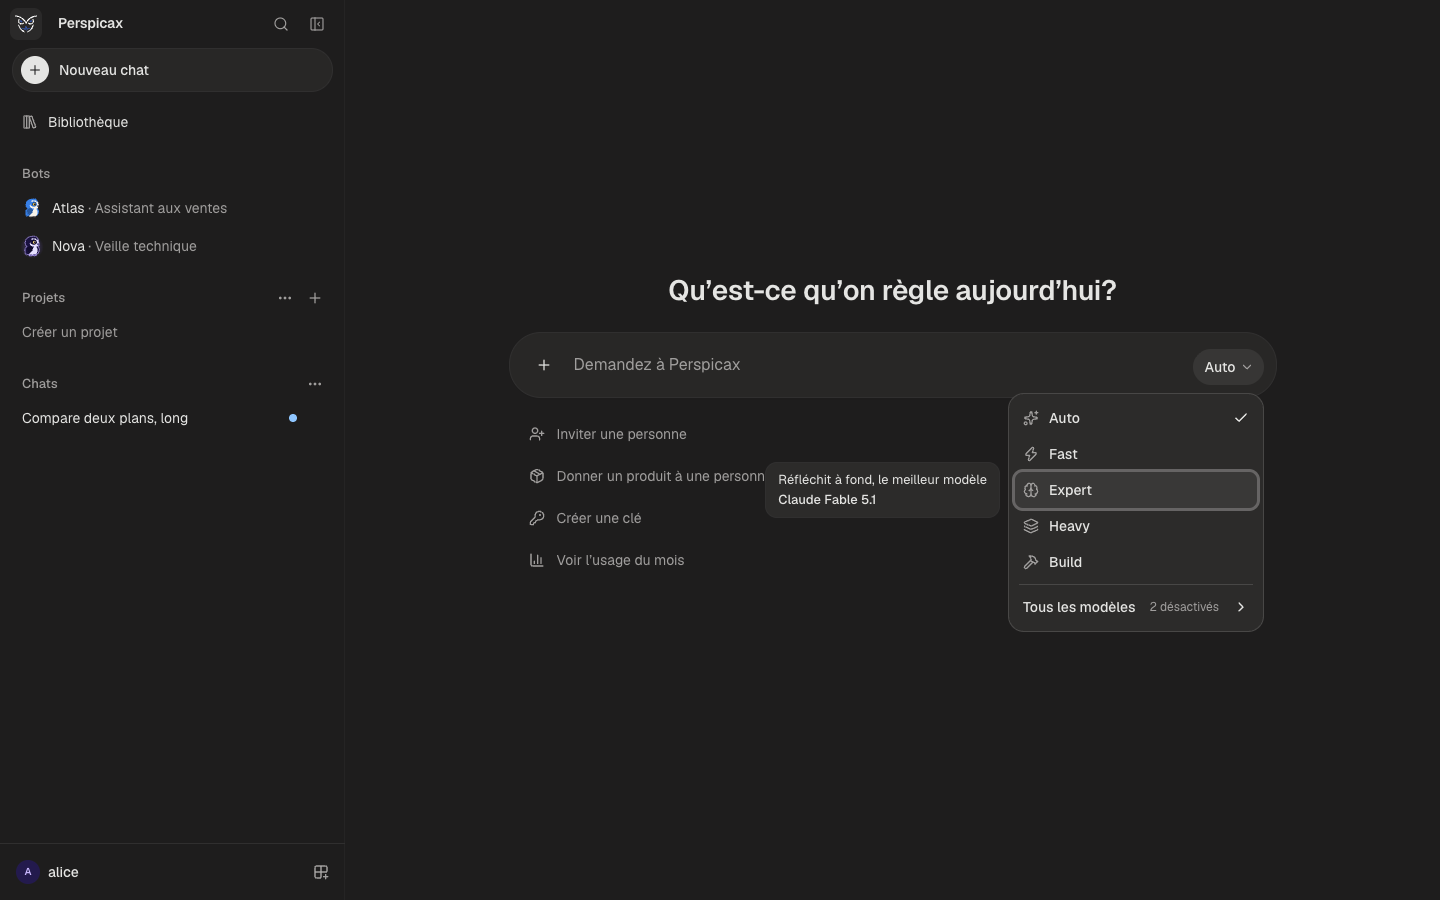 Perspicax
Nouveau chat
Bibliothèque
Bots
Atlas · Assistant aux ventes
Nova · Veille technique
Projets
Créer un projet
Chats
Compare deux plans, long
A alice
Qu’est-ce qu’on règle aujourd’hui?
Demandez à Perspicax
Auto
Inviter une personne
Donner un produit à une personn
Créer une clé
Voir l’usage du mois
Réfléchit à fond, le meilleur modèle
Claude Fable 5.1
Auto
Fast
Expert
Heavy
Build
Tous les modèles 2 désactivés